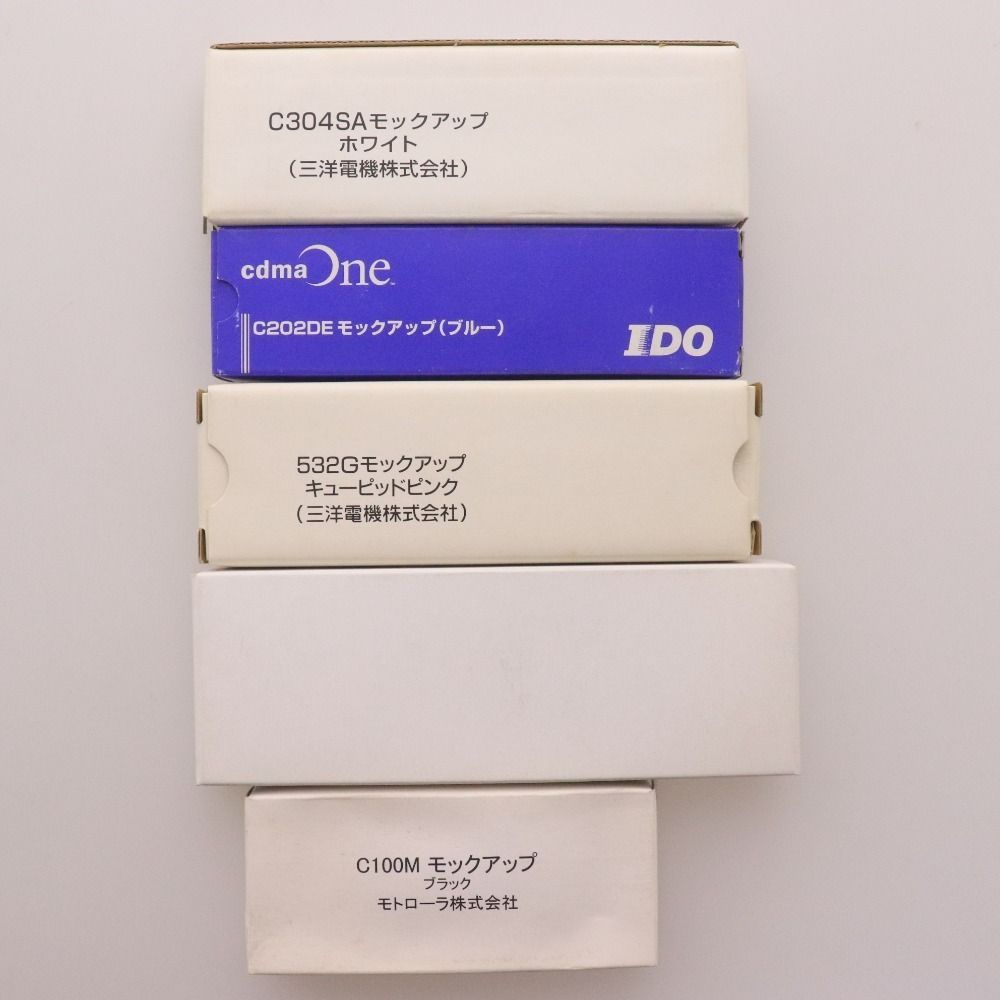 C304SAモックアップ
ホワイト
（三洋電機株式会社）
cdmaOne™
C202DE モックアップ（ブルー）
IDO
532Gモックアップ
キューピッドピンク
（三洋電機株式会社）
C100M モックアップ
ブラック
モトローラ株式会社